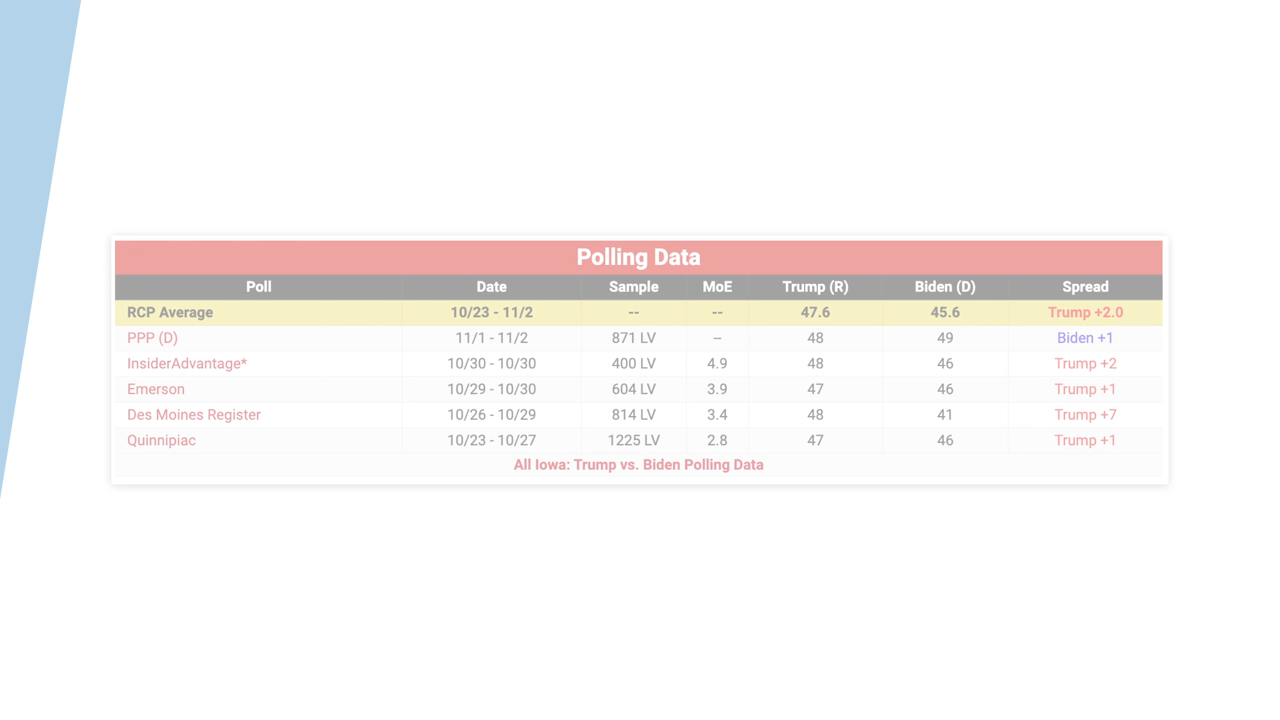 Polling Data
Poll Date Sample MoE Trump (R) Biden (D) Spread
RCP Average 10/23 - 11/2 -- -- 47.6 45.6 Trump +2.0
PPP (D) 11/1 - 11/2 871 LV -- 48 49 Biden +1
InsiderAdvantage* 10/30 - 10/30 400 LV 4.9 48 46 Trump +2
Emerson 10/29 - 10/30 604 LV 3.9 47 46 Trump +1
Des Moines Register 10/26 - 10/29 814 LV 3.4 48 41 Trump +7
Quinnipiac 10/23 - 10/27 1225 LV 2.8 47 46 Trump +1
All Iowa: Trump vs. Biden Polling Data